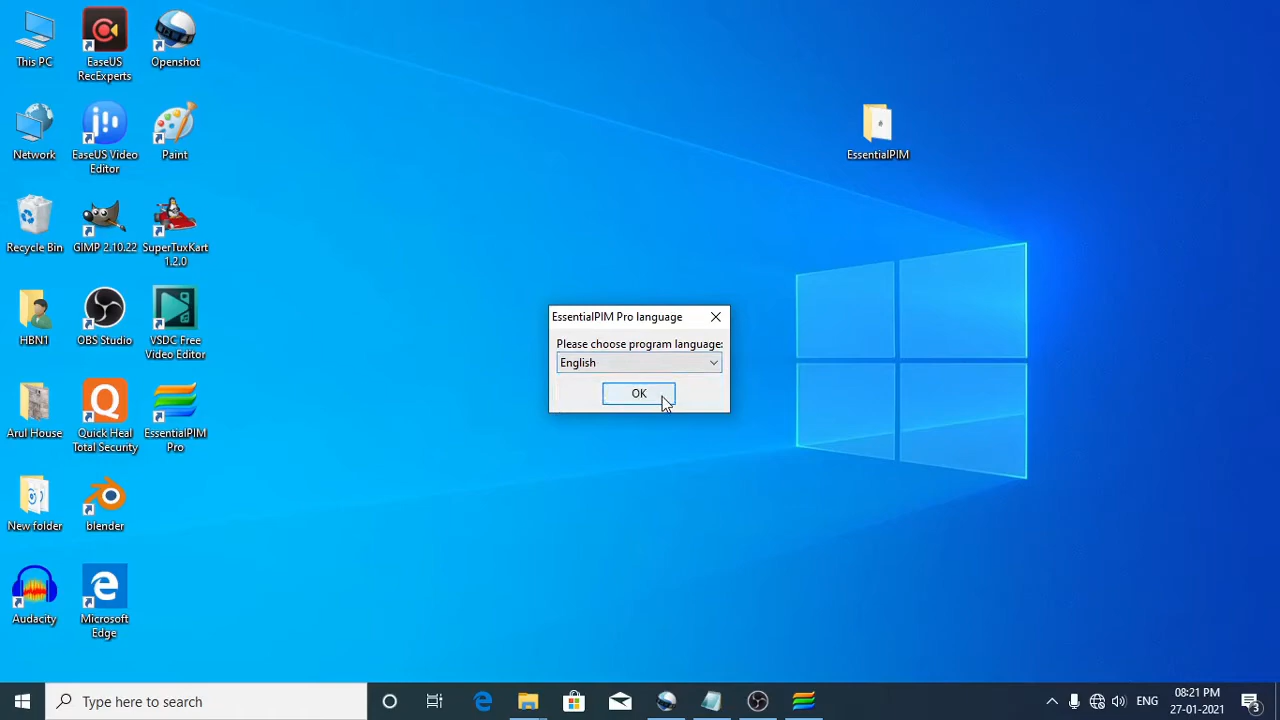 This PC
EaseUS
RecExperts
Openshot
Network
EaseUS Video
Editor
Paint
Recycle Bin
GIMP 2.10.22
SuperTuxKart
1.2.0
HBN1
OBS Studio
VSDC Free
Video Editor
Arul House
Quick Heal
Total Security
EssentialPIM
Pro
New folder
blender
Audacity
Microsoft
Edge
EssentialPIM
EssentialPIM Pro language
Please choose program language:
English
OK
Type here to search
ENG
08:21 PM
27-01-2021
3